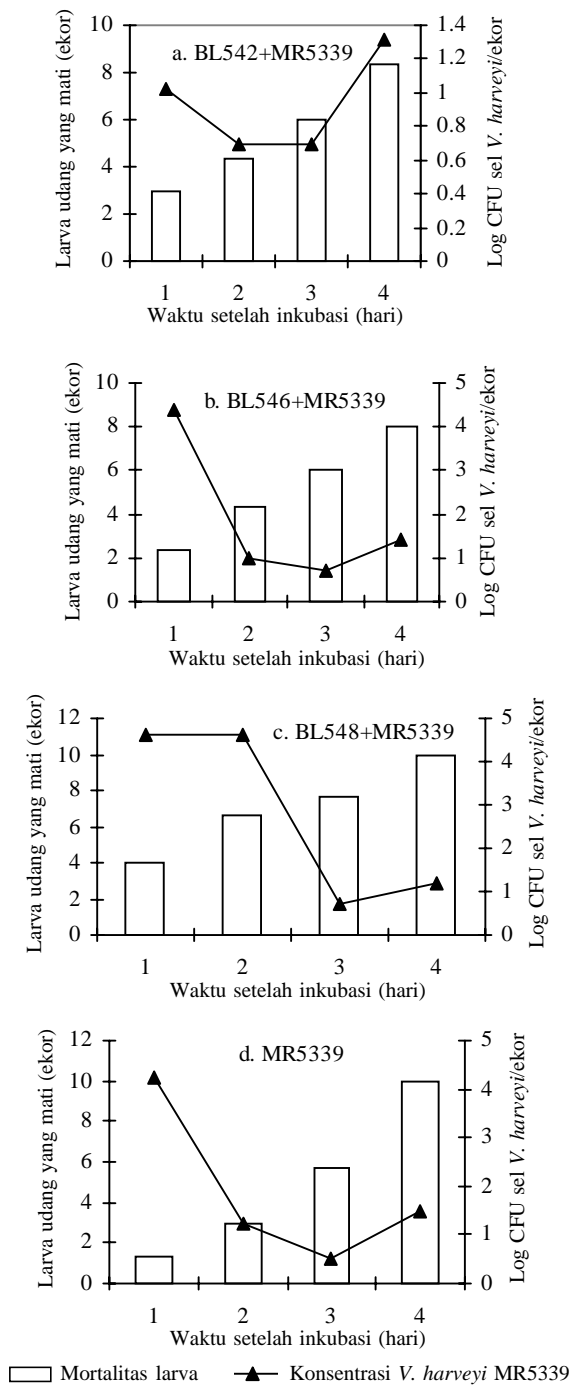 a. BL542+MR5339
Larva udang yang mati (ekor)
10
8
6
4
2
0
1.4
1.2
1
0.8
0.6
0.4
0.2
0
Log CFU sel V. harveyi/ekor
1 2 3 4
Waktu setelah inkubasi (hari)
b. BL546+MR5339
Larva udang yang mati (ekor)
10
8
6
4
2
0
5
4
3
2
1
0
Log CFU sel V. harveyi/ekor
1 2 3 4
Waktu setelah inkubasi (hari)
c. BL548+MR5339
Larva udang yang mati (ekor)
12
10
8
6
4
2
0
5
4
3
2
1
0
Log CFU sel V. harveyi/ekor
1 2 3 4
Waktu setelah inkubasi (hari)
d. MR5339
Larva udang yang mati (ekor)
12
10
8
6
4
2
0
5
4
3
2
1
0
Log CFU sel V. harveyi/ekor
1 2 3 4
Waktu setelah inkubasi (hari)
Mortalitas larva Konsentrasi V. harveyi MR5339